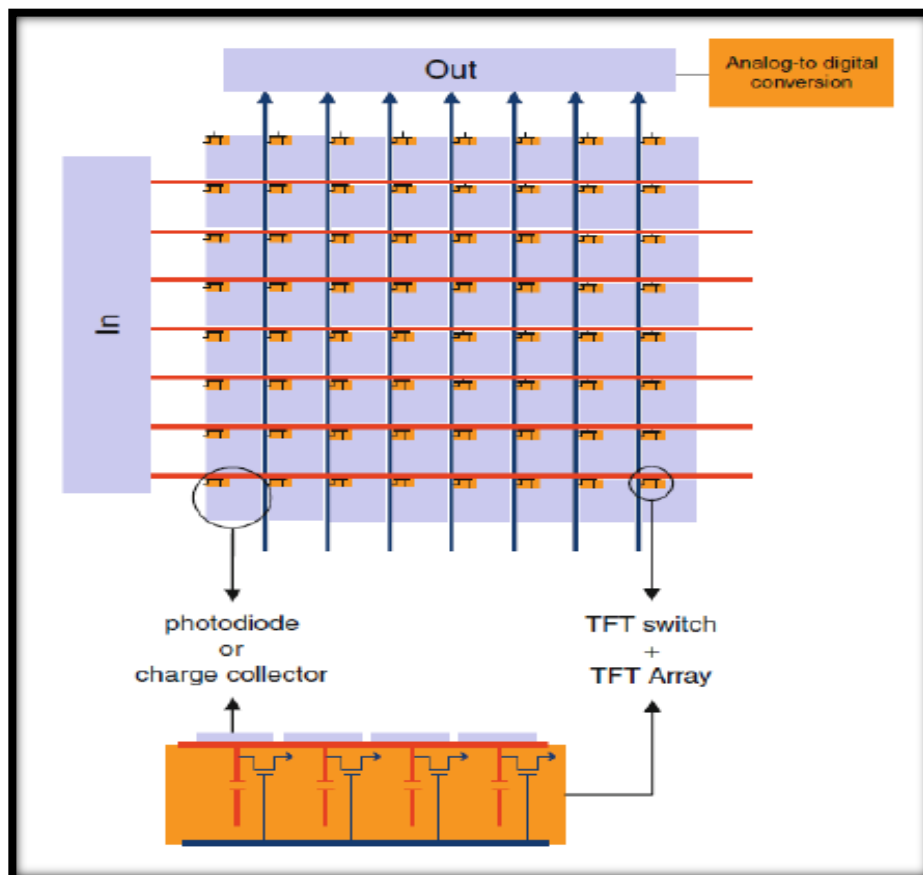 Out
Analog-to digital
conversion
In
photodiode
or
charge collector
TFT switch
+
TFT Array